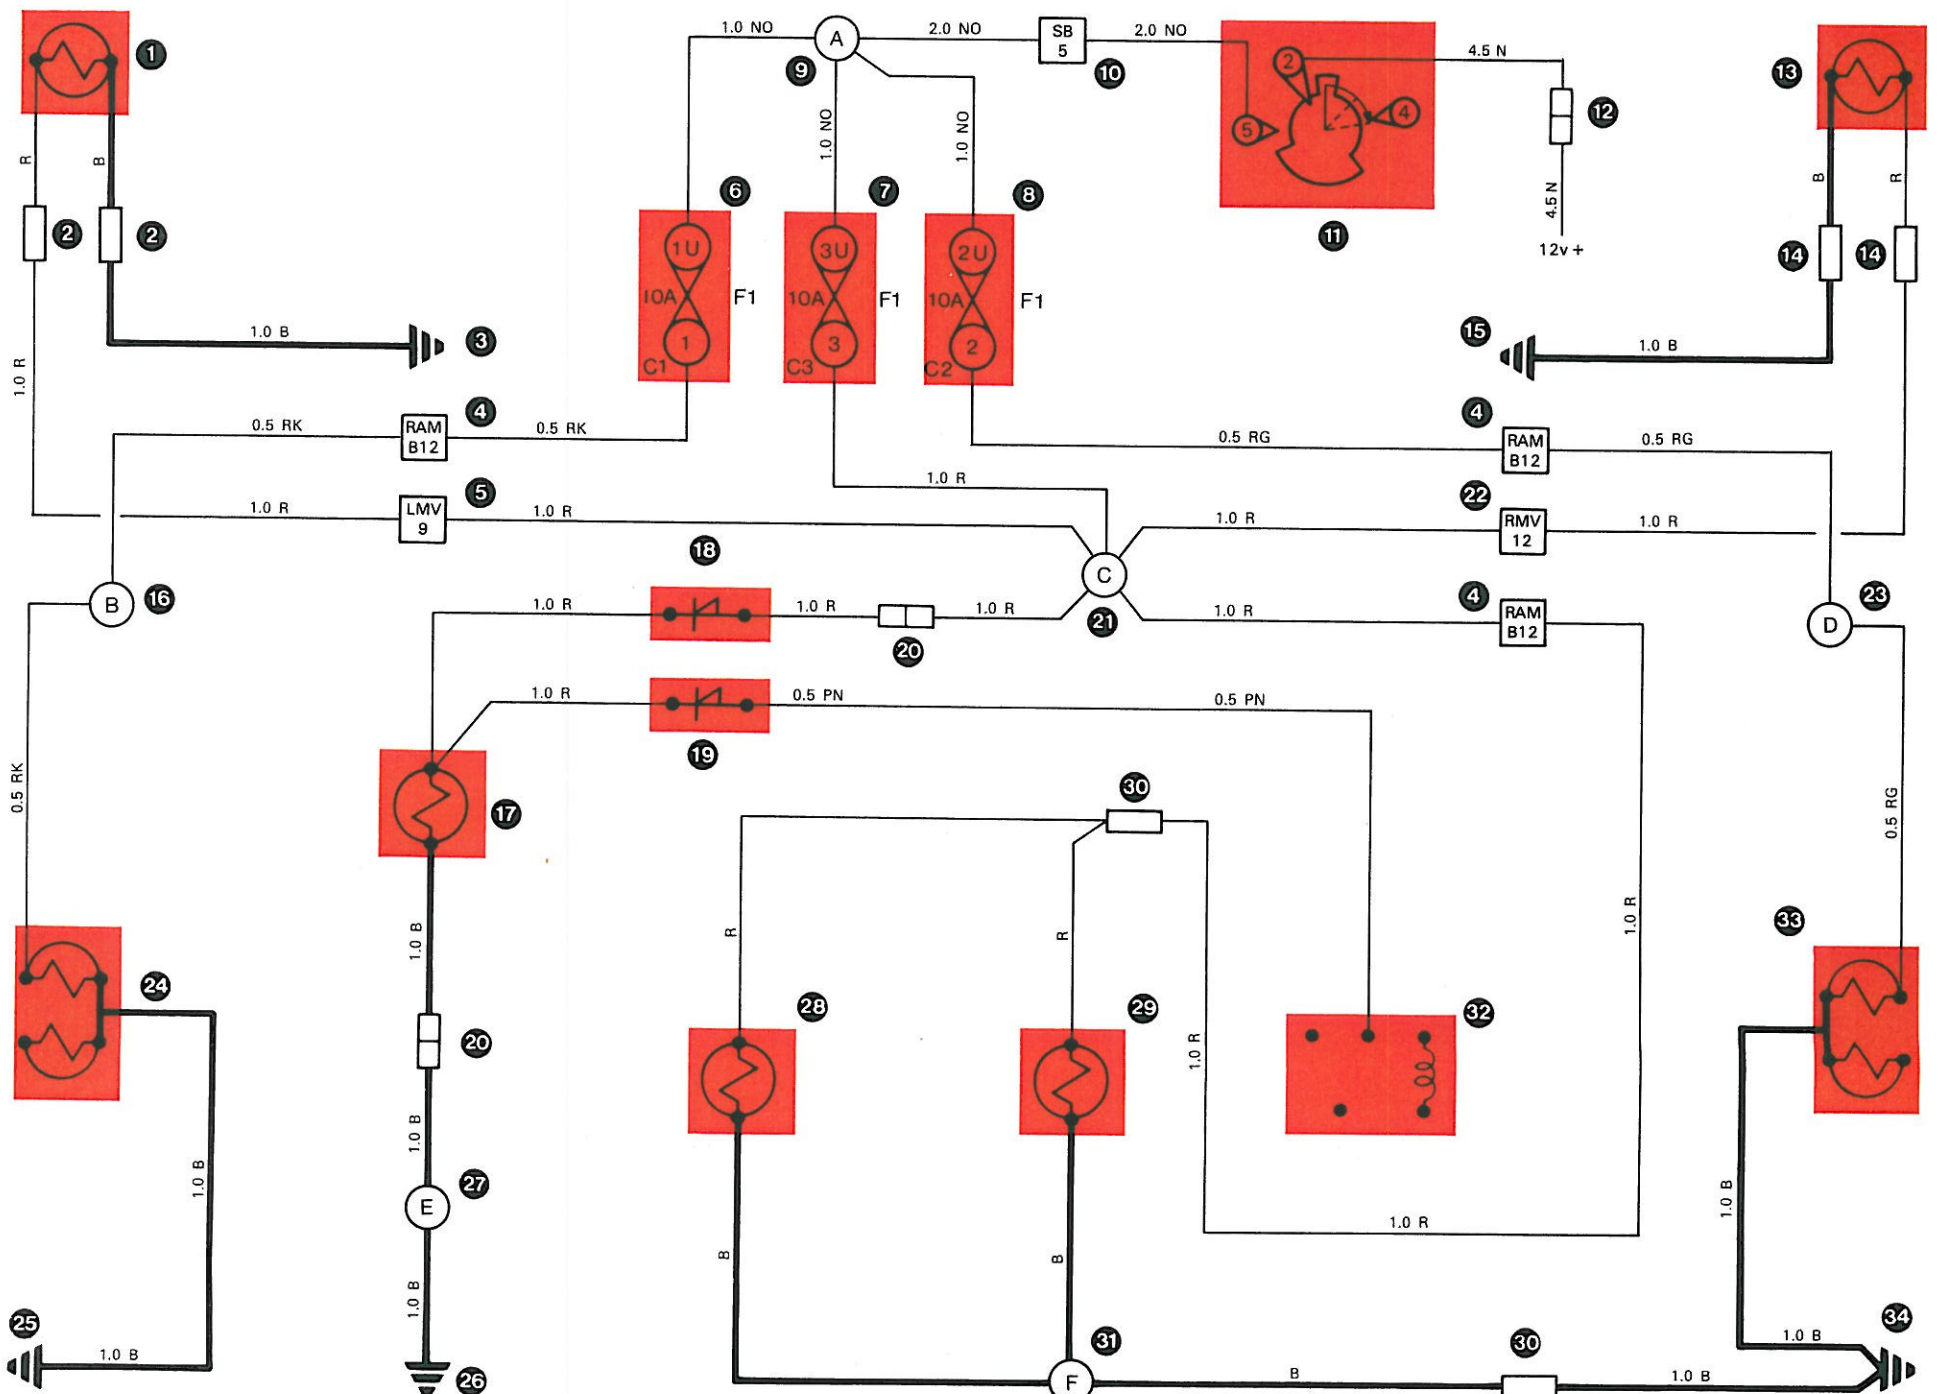 1
1.0 NO
A
2.0 NO
SB
5
2.0 NO
2
4.5 N
13
9
10
5
4
12
R
B
1.0 NO
1.0 NO
6
7
8
11
4.5 N
12v +
B
R
2
2
14
14
1U
3U
2U
10A
F1
10A
F1
10A
F1
1
3
2
C1
C3
C2
1.0 B
3
15
1.0 B
1.0 R
4
4
0.5 RK
RAM
B12
0.5 RK
0.5 RG
RAM
B12
0.5 RG
1.0 R
5
22
1.0 R
LMV
9
1.0 R
1.0 R
RMV
12
1.0 R
18
C
B
16
1.0 R
1.0 R
1.0 R
1.0 R
4
RAM
B12
23
D
20
21
1.0 R
0.5 PN
0.5 PN
19
0.5 RK
17
30
0.5 RG
1.0 B
R
R
1.0 R
33
24
28
29
32
20
1.0 R
1.0 B
1.0 B
1.0 B
27
E
1.0 R
B
B
1.0 B
25
1.0 B
26
31
F
B
30
1.0 B
1.0 B
34